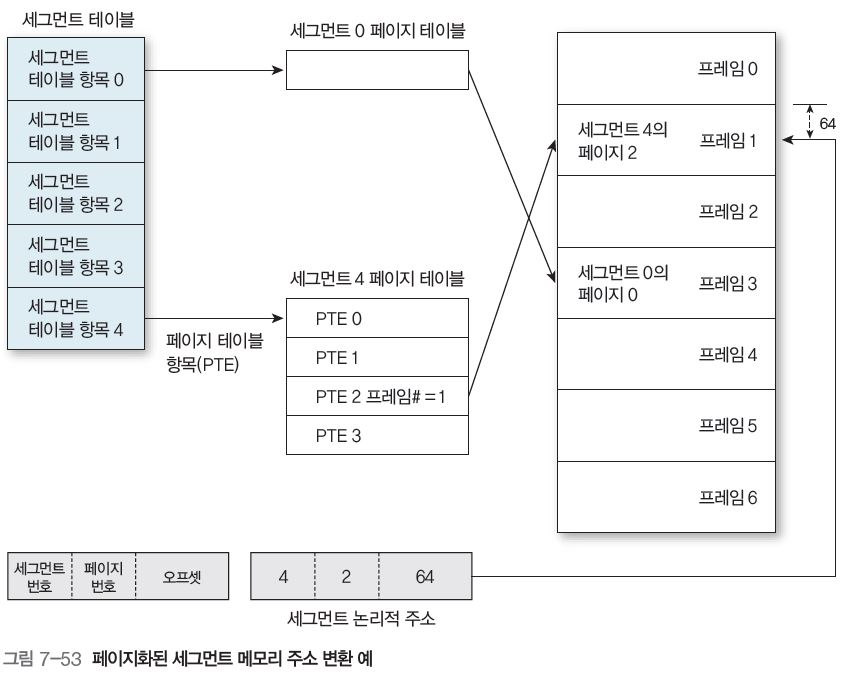 세그먼트 테이블
세그먼트
테이블 항목 0
세그먼트
테이블 항목 1
세그먼트
테이블 항목 2
세그먼트
테이블 항목 3
세그먼트
테이블 항목 4
세그먼트 0 페이지 테이블
페이지 테이블
항목(PTE)
세그먼트 4 페이지 테이블
PTE 0
PTE 1
PTE 2 프레임# = 1
PTE 3
프레임 0
세그먼트 4의
페이지 2
프레임 1
프레임 2
세그먼트 0의
페이지 0
프레임 3
프레임 4
프레임 5
프레임 6
64
세그먼트
번호
페이지
번호
오프셋
4
2
64
세그먼트 논리적 주소
그림 7-53 페이지화된 세그먼트 메모리 주소 변환 예